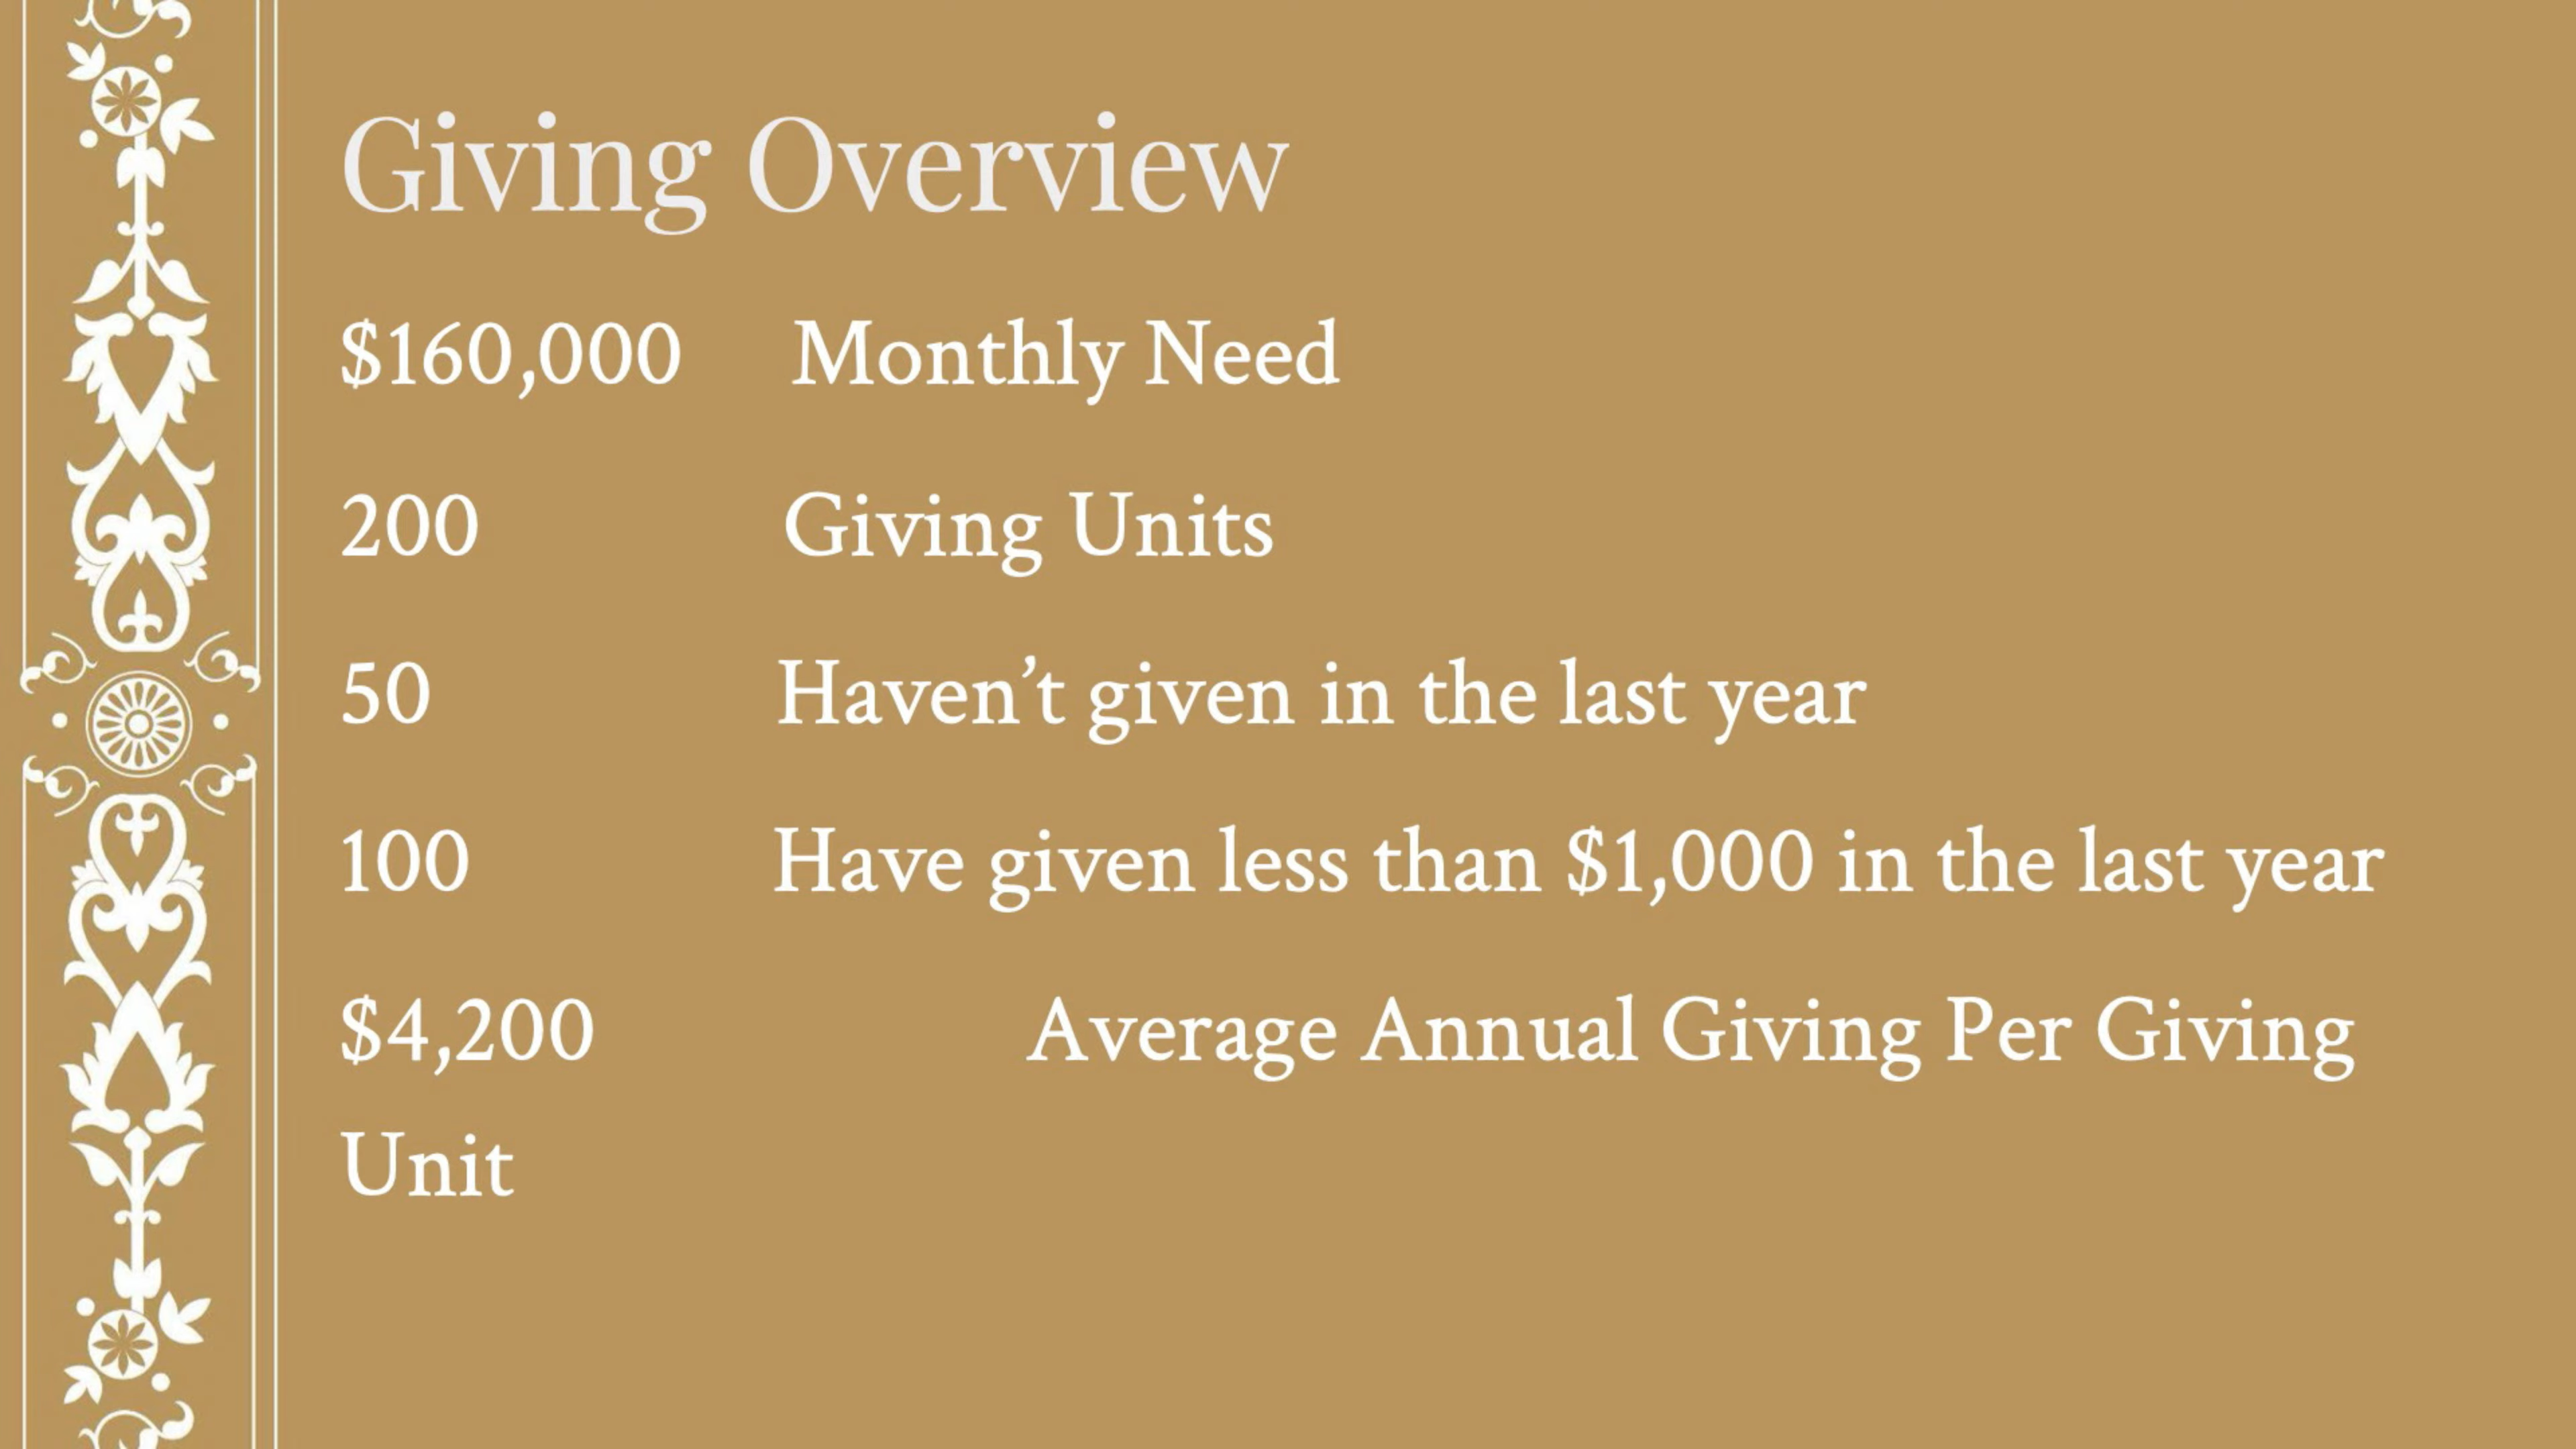 Giving Overview
$160,000 Monthly Need
200 Giving Units
50 Haven’t given in the last year
100 Have given less than $1,000 in the last year
$4,200 Average Annual Giving Per Giving
Unit